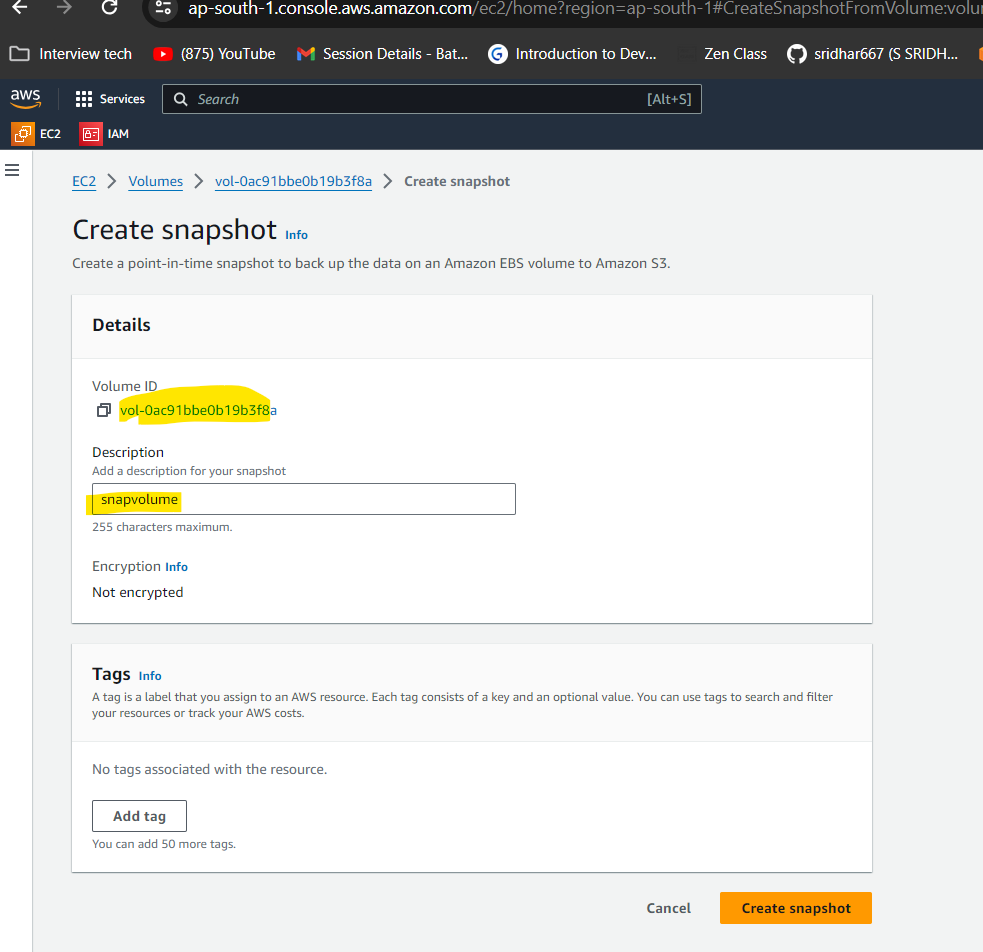 ap-south-1.console.aws.amazon.com/ec2/home?region=ap-south-1#CreateSnapshotFromVolume:volu
Interview tech (875) YouTube Session Details - Bat... Introduction to Dev... Zen Class sridhar667 (S SRIDH...
aws Services Search [Alt+S]
EC2 IAM
EC2 Volumes vol-0ac91bbe0b19b3f8a Create snapshot
Create snapshot Info
Create a point-in-time snapshot to back up the data on an Amazon EBS volume to Amazon S3.
Details
Volume ID
vol-0ac91bbe0b19b3f8a
Description
Add a description for your snapshot
snapvolume
255 characters maximum.
Encryption Info
Not encrypted
Tags Info
A tag is a label that you assign to an AWS resource. Each tag consists of a key and an optional value. You can use tags to search and filter
your resources or track your AWS costs.
No tags associated with the resource.
Add tag
You can add 50 more tags.
Cancel Create snapshot